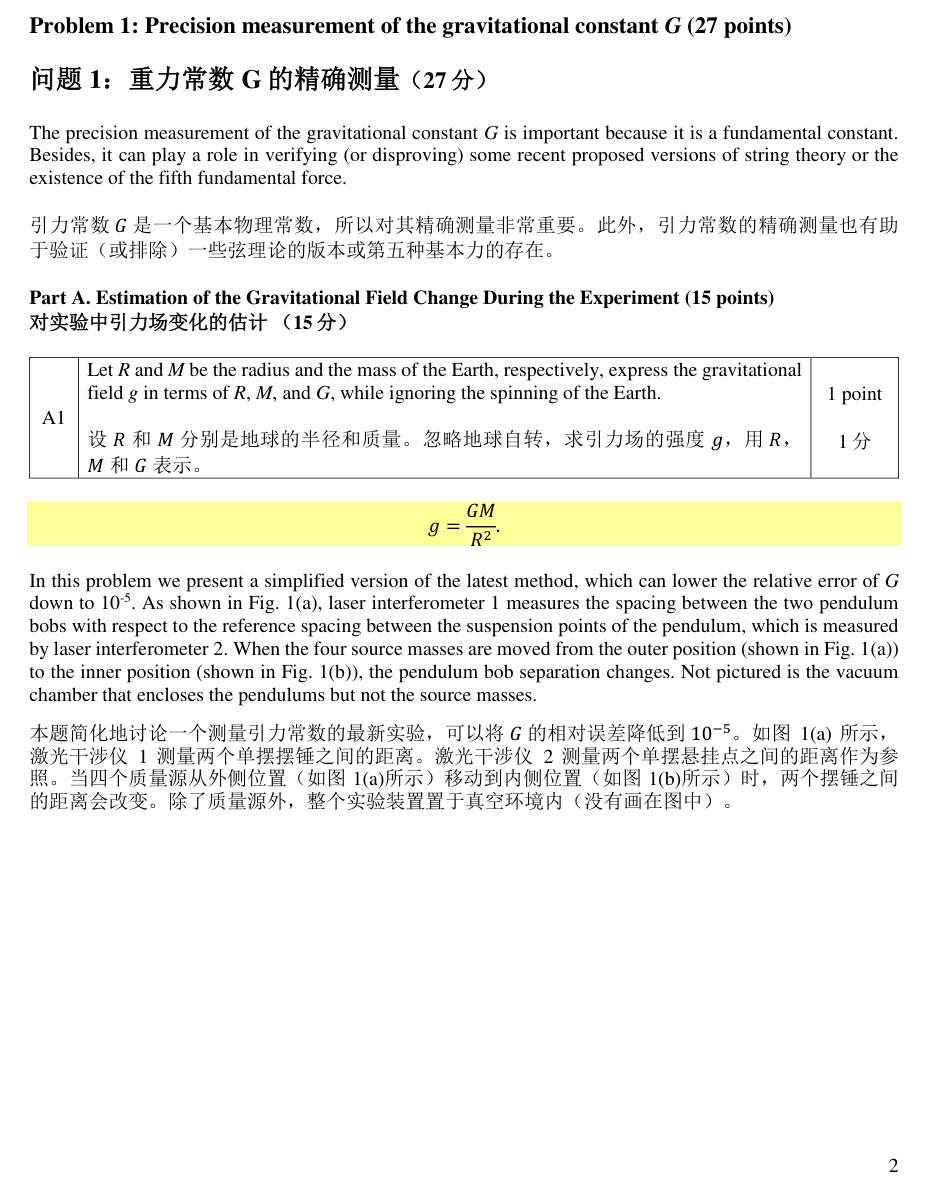 Problem 1: Precision measurement of the gravitational constant G (27 points)
问题 1：重力常数 G 的精确测量（27 分）
The precision measurement of the gravitational constant G is important because it is a fundamental constant.
Besides, it can play a role in verifying (or disproving) some recent proposed versions of string theory or the
existence of the fifth fundamental force.
引力常数 G 是一个基本物理常数，所以对其精确测量非常重要。此外，引力常数的精确测量也有助
于验证（或排除）一些弦理论的版本或第五种基本力的存在。
Part A. Estimation of the Gravitational Field Change During the Experiment (15 points)
对实验中引力场变化的估计 （15 分）
A1
Let R and M be the radius and the mass of the Earth, respectively, express the gravitational
field g in terms of R, M, and G, while ignoring the spinning of the Earth.
设 R 和 M 分别是地球的半径和质量。忽略地球自转，求引力场的强度 g，用 R，
M 和 G 表示。
1 point
1 分
g = GM/R².
In this problem we present a simplified version of the latest method, which can lower the relative error of G
down to 10⁻⁵. As shown in Fig. 1(a), laser interferometer 1 measures the spacing between the two pendulum
bobs with respect to the reference spacing between the suspension points of the pendulum, which is measured
by laser interferometer 2. When the four source masses are moved from the outer position (shown in Fig. 1(a))
to the inner position (shown in Fig. 1(b)), the pendulum bob separation changes. Not pictured is the vacuum
chamber that encloses the pendulums but not the source masses.
本题简化地讨论一个测量引力常数的最新实验，可以将 G 的相对误差降低到 10⁻⁵。如图 1(a) 所示，
激光干涉仪 1 测量两个单摆摆锤之间的距离。激光干涉仪 2 测量两个单摆悬挂点之间的距离作为参
照。当四个质量源从外侧位置（如图 1(a)所示）移动到内侧位置（如图 1(b)所示）时，两个摆锤之间
的距离会改变。除了质量源外，整个实验装置置于真空环境内（没有画在图中）。
2